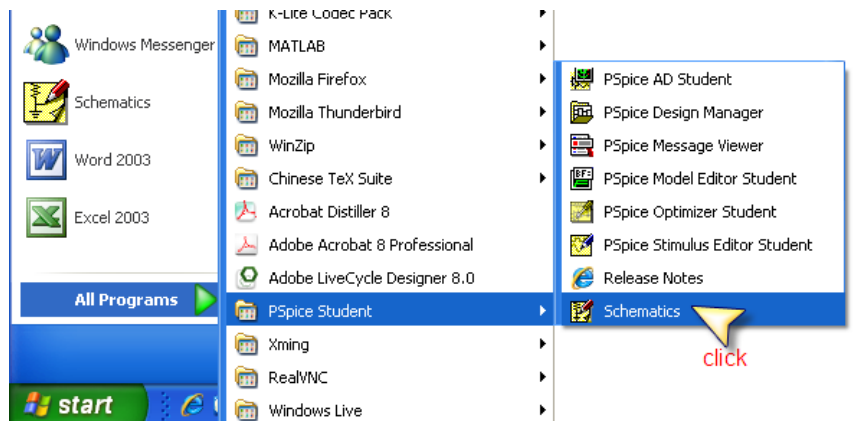 Windows Messenger
Schematics
Word 2003
Excel 2003
All Programs
start
K-Lite Codec Pack
MATLAB
Mozilla Firefox
Mozilla Thunderbird
WinZip
Chinese TeX Suite
Acrobat Distiller 8
Adobe Acrobat 8 Professional
Adobe LiveCycle Designer 8.0
PSpice Student
Xming
RealVNC
Windows Live
PSpice AD Student
PSpice Design Manager
PSpice Message Viewer
PSpice Model Editor Student
PSpice Optimizer Student
PSpice Stimulus Editor Student
Release Notes
Schematics
click